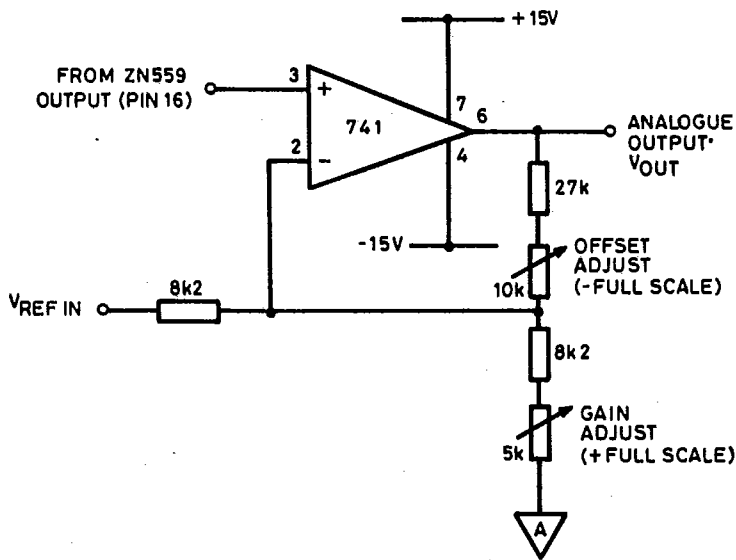 +15V
FROM ZN559
OUTPUT (PIN 16)
3
+
7
6
741
ANALOGUE
OUTPUT·
VOUT
2
-
4
27k
-15V
OFFSET
ADJUST
(-FULL SCALE)
10k
8k2
VREF IN
8k2
GAIN
ADJUST
(+FULL SCALE)
5k
A